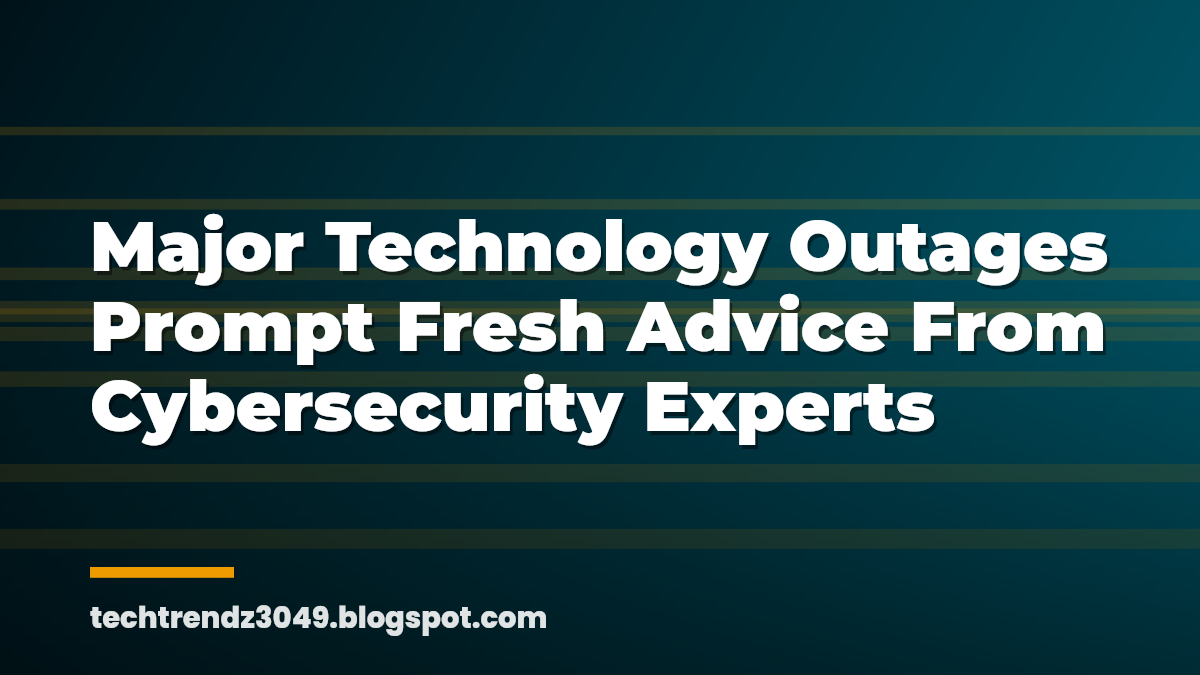 Major Technology Outages
Prompt Fresh Advice From
Cybersecurity Experts
techtrendz3049.blogspot.com